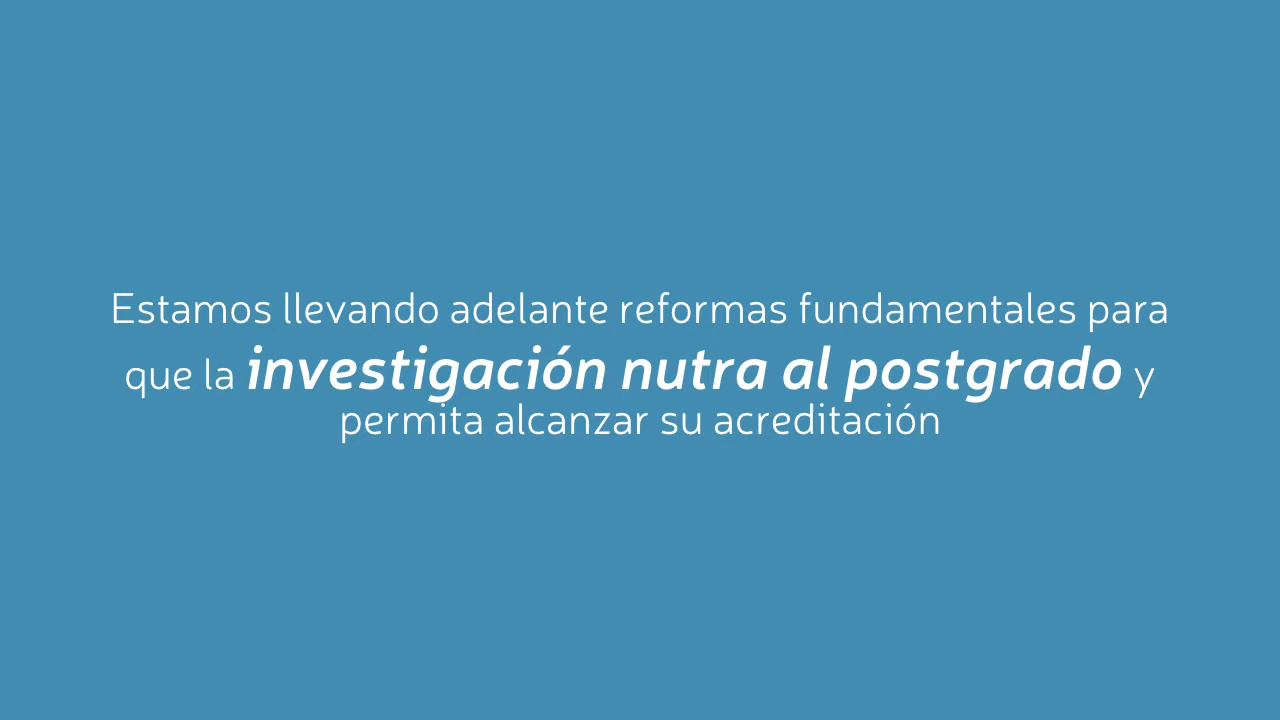 Estamos llevando adelante reformas fundamentales para
que la investigación nutra al postgrado y
permita alcanzar su acreditación